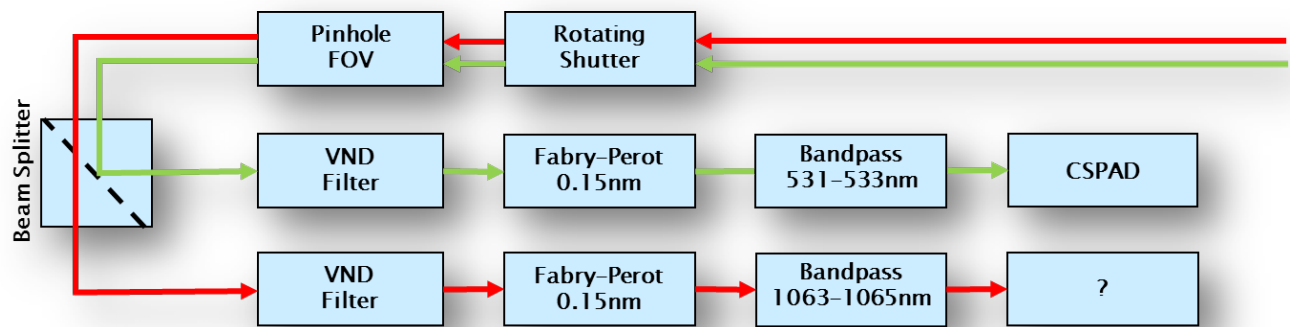 Pinhole
FOV
Rotating
Shutter
Beam Splitter
VND
Filter
Fabry-Perot
0.15nm
Bandpass
531-533nm
CSPAD
VND
Filter
Fabry-Perot
0.15nm
Bandpass
1063-1065nm
?